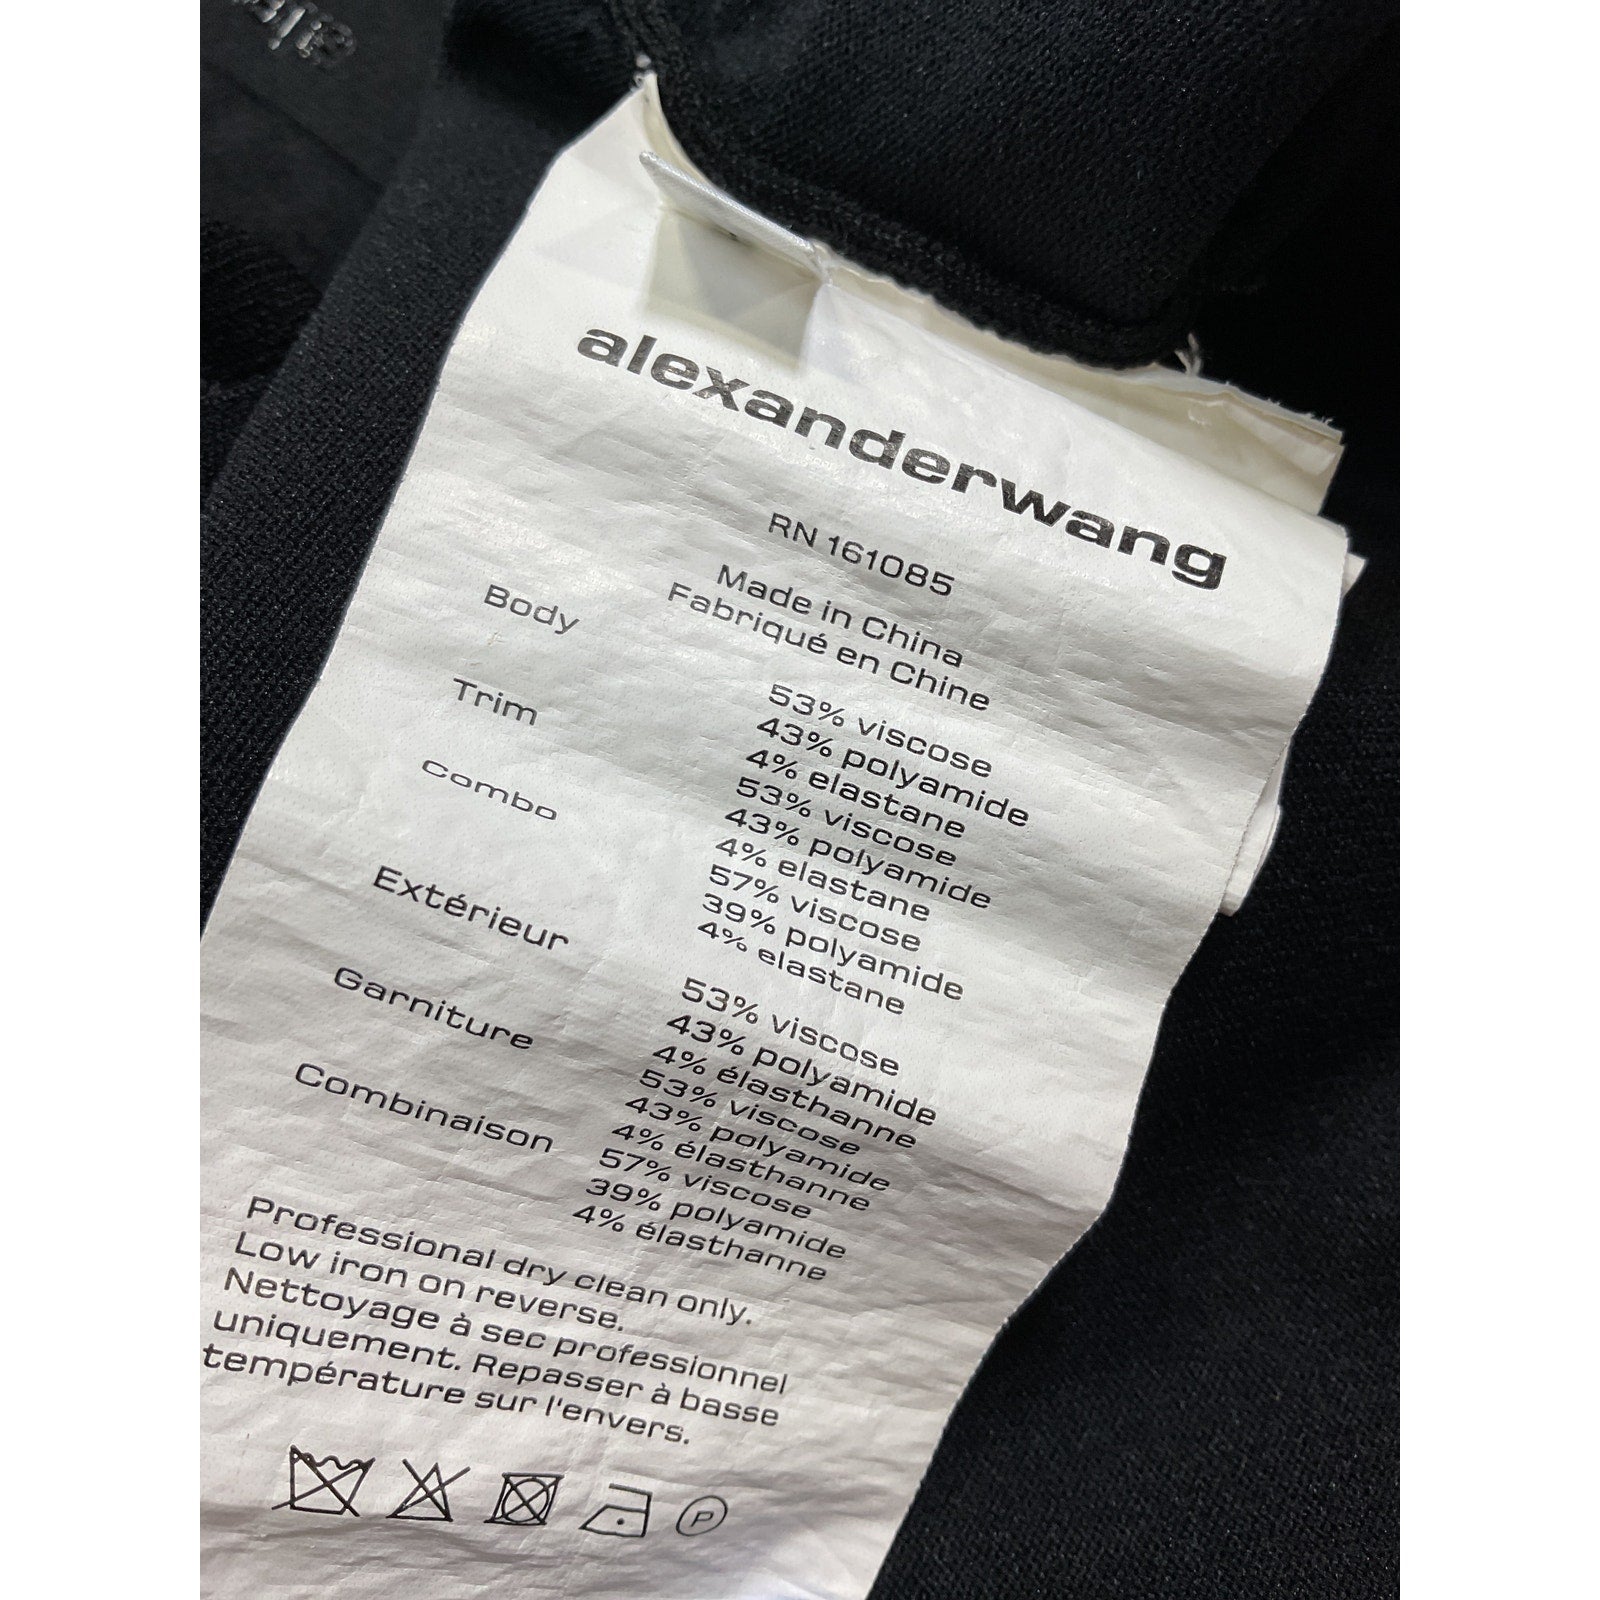 alexanderwang
RN 161085
Made in China
Fabriqué en Chine
Body
53% viscose
43% polyamide
4% elastane
Trim
53% viscose
43% polyamide
4% elastane
Combo
57% viscose
39% polyamide
4% elastane
Extérieur
53% viscose
43% polyamide
4% élasthanne
Garniture
53% viscose
43% polyamide
4% élasthanne
Combinaison
57% viscose
39% polyamide
4% élasthanne
Professional dry clean only.
Low iron on reverse.
Nettoyage à sec professionnel
uniquement. Repasser à basse
température sur l'envers.
P